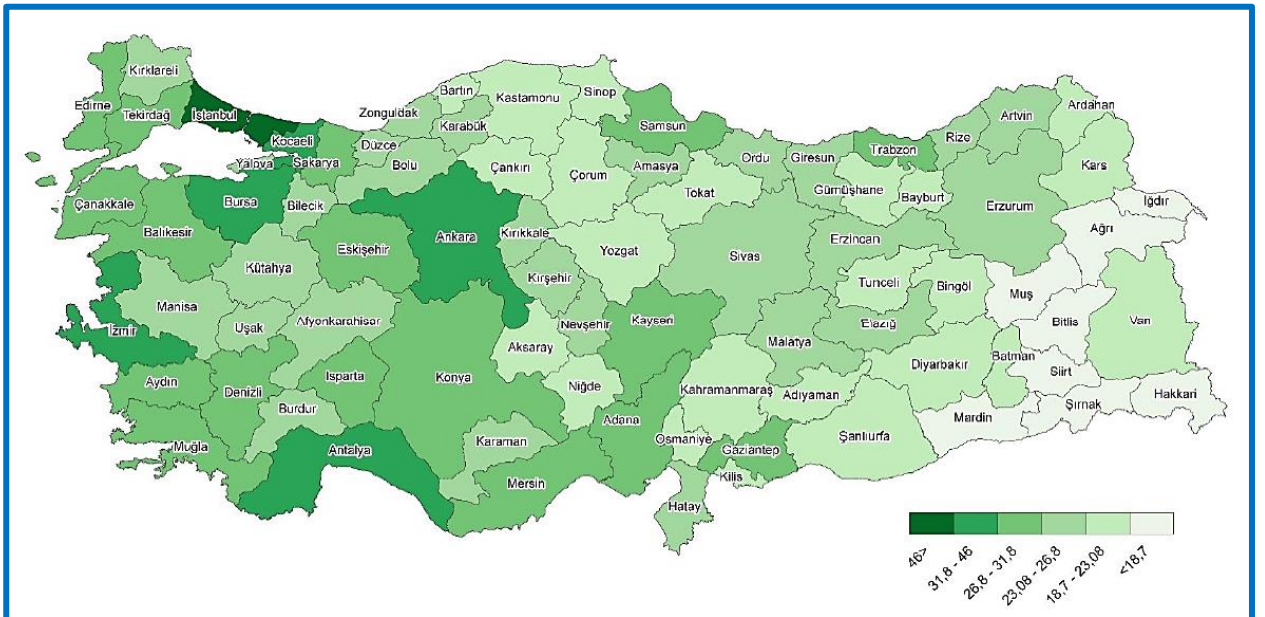 Kırklareli
Edirne
Tekirdağ
İstanbul
Kocaeli
Yalova
Sakarya
Düzce
Zonguldak
Bartın
Karabük
Kastamonu
Sinop
Bolu
Çankırı
Çorum
Samsun
Amasya
Tokat
Ordu
Giresun
Trabzon
Gümüşhane
Bayburt
Rize
Artvin
Ardahan
Kars
Iğdır
Ağrı
Erzurum
Erzincan
Çanakkale
Balıkesir
Bursa
Bilecik
Eskişehir
Ankara
Kırıkkale
Kırşehir
Yozgat
Sivas
Tunceli
Bingöl
Muş
Bitlis
Van
Kütahya
Manisa
Uşak
Afyonkarahisar
İzmir
Aydın
Denizli
Isparta
Burdur
Muğla
Antalya
Konya
Aksaray
Nevşehir
Niğde
Kayseri
Karaman
Mersin
Adana
Malatya
Elazığ
Kahramanmaraş
Adıyaman
Osmaniye
Gaziantep
Kilis
Hatay
Şanlıurfa
Diyarbakır
Batman
Siirt
Mardin
Şırnak
Hakkari
46>
31,8 - 46
26,8 - 31,8
23,08 - 26,8
18,7 - 23,08
<18,7